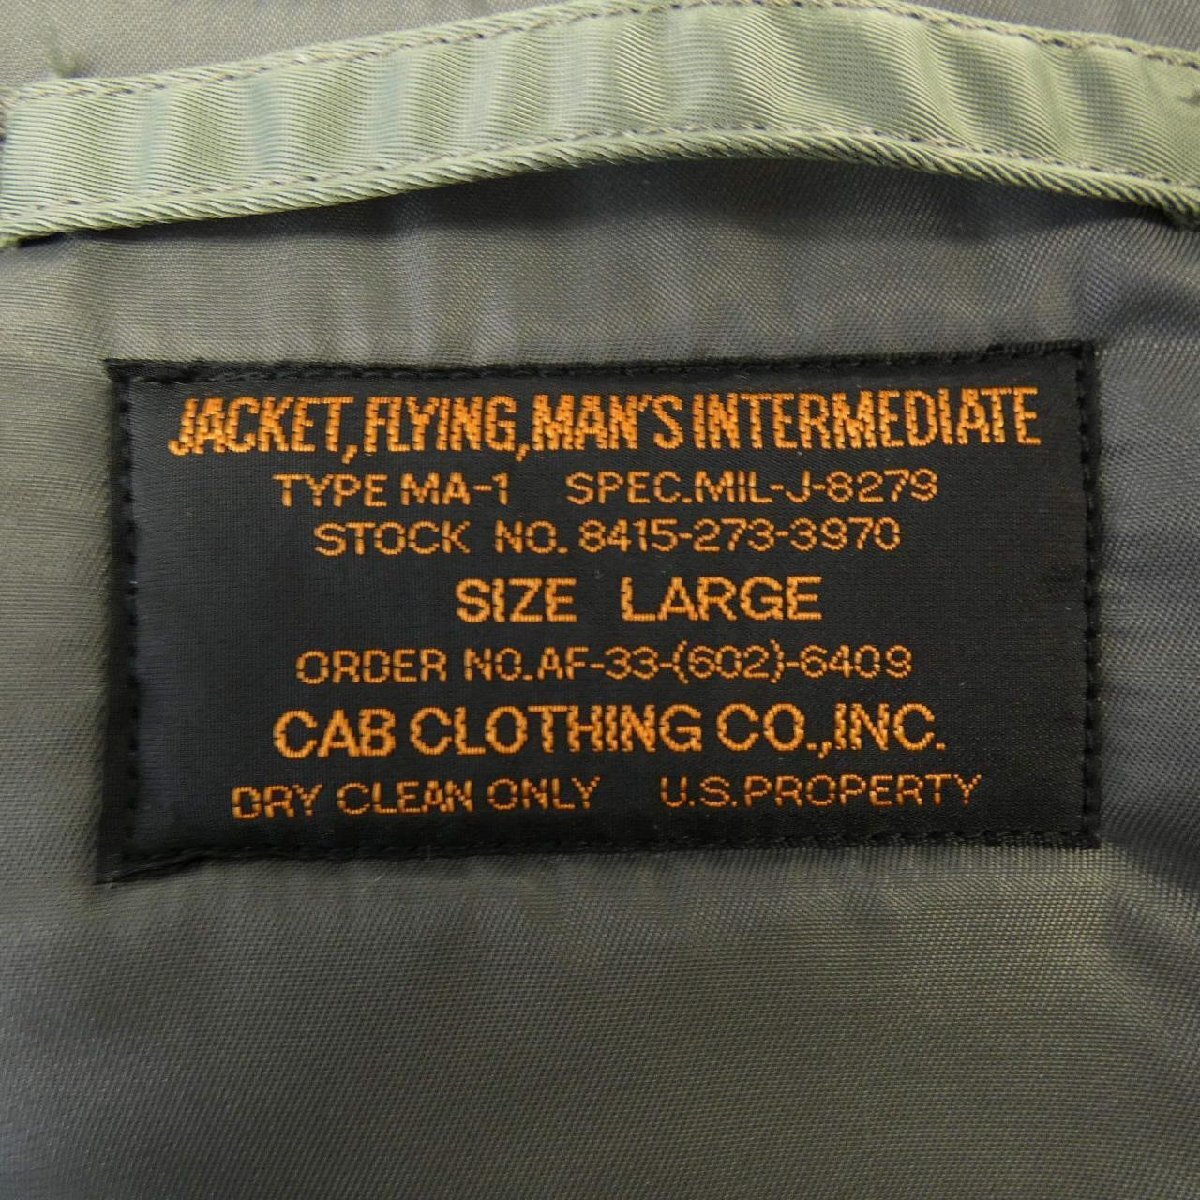 JACKET,FLYING,MAN'S INTERMEDIATE
TYPE MA-1 SPEC.MIL-J-8279
STOCK NO. 8415-273-3970
SIZE LARGE
ORDER NO.AF-33-(602)-6409
CAB CLOTHING CO.,INC.
DRY CLEAN ONLY U.S.PROPERTY